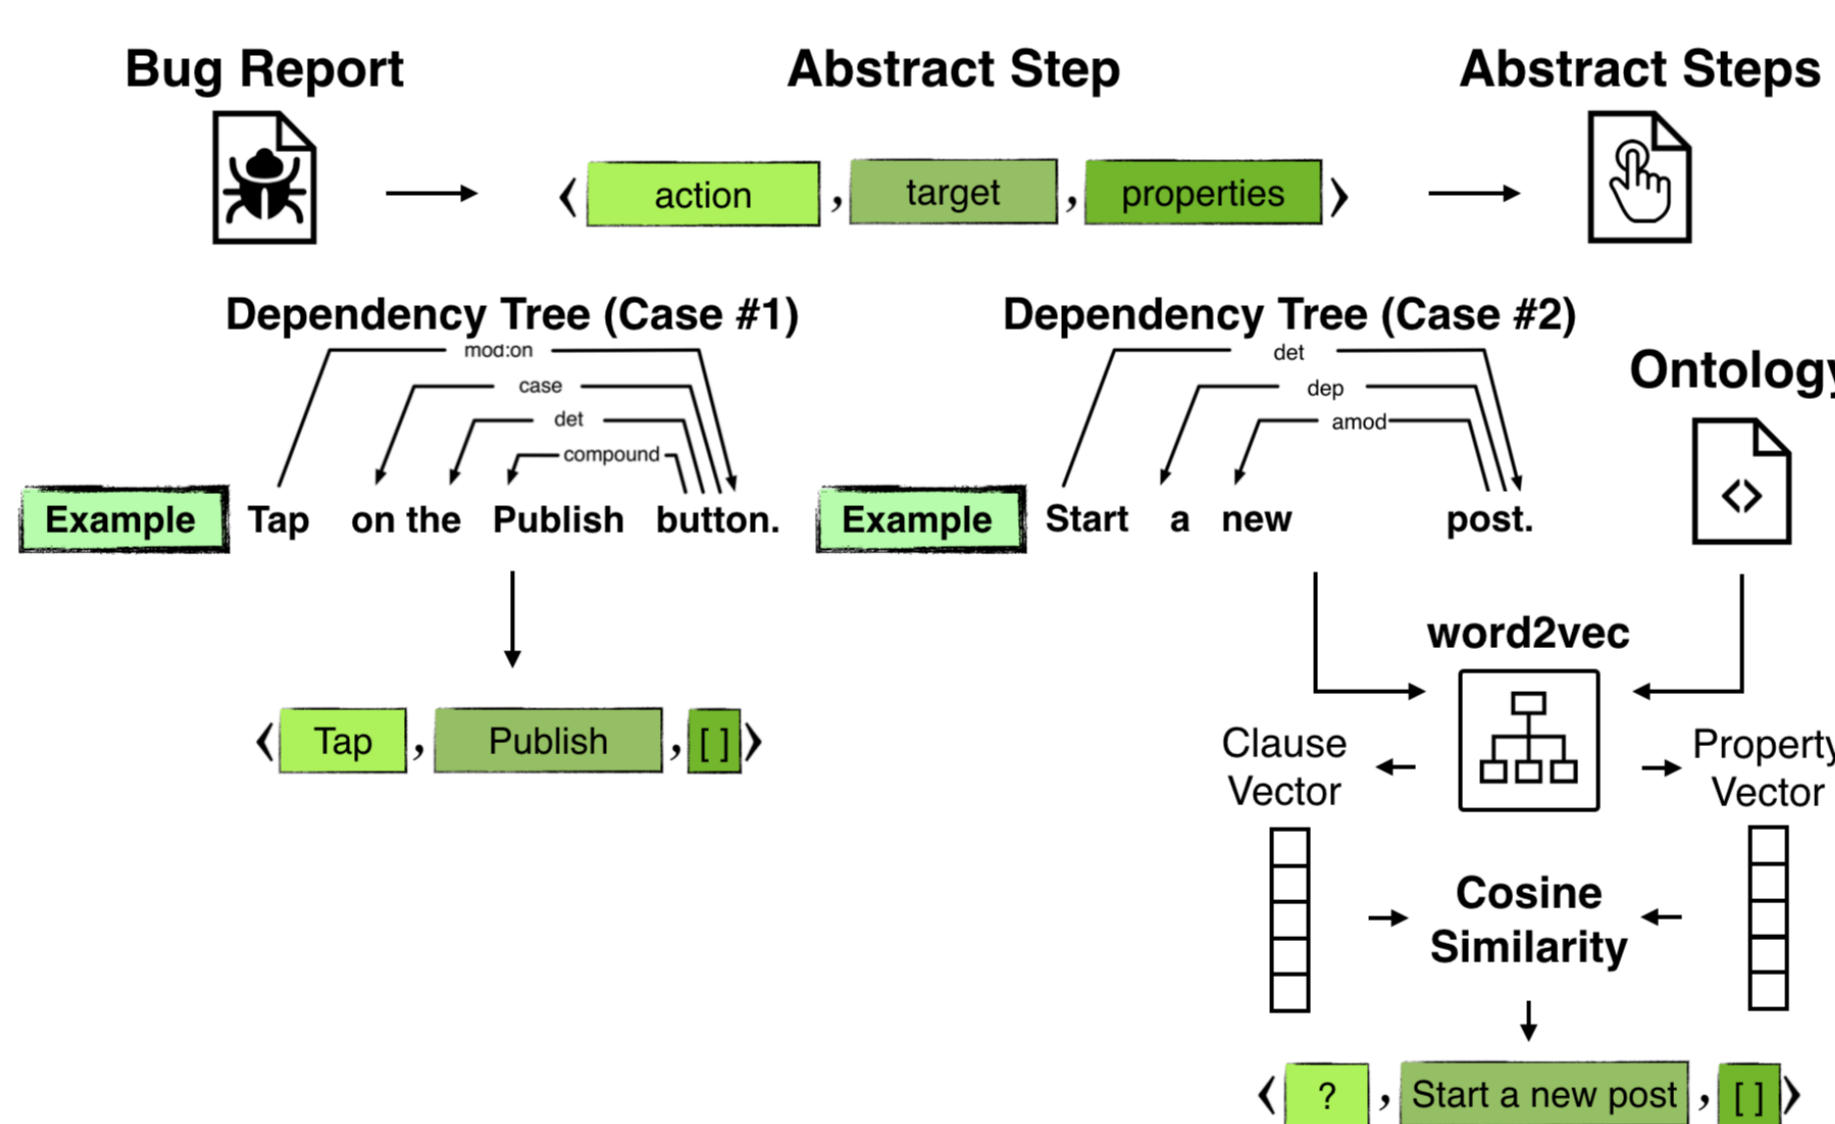 Bug Report
Abstract Step
Abstract Steps
⟨ action , target , properties ⟩
Dependency Tree (Case #1)
mod:on
case
det
compound
Example Tap on the Publish button.
⟨ Tap , Publish , [ ] ⟩
Dependency Tree (Case #2)
det
dep
amod
Example Start a new post.
Ontology
word2vec
Clause
Vector
Property
Vector
Cosine
Similarity
⟨ ? , Start a new post , [ ] ⟩